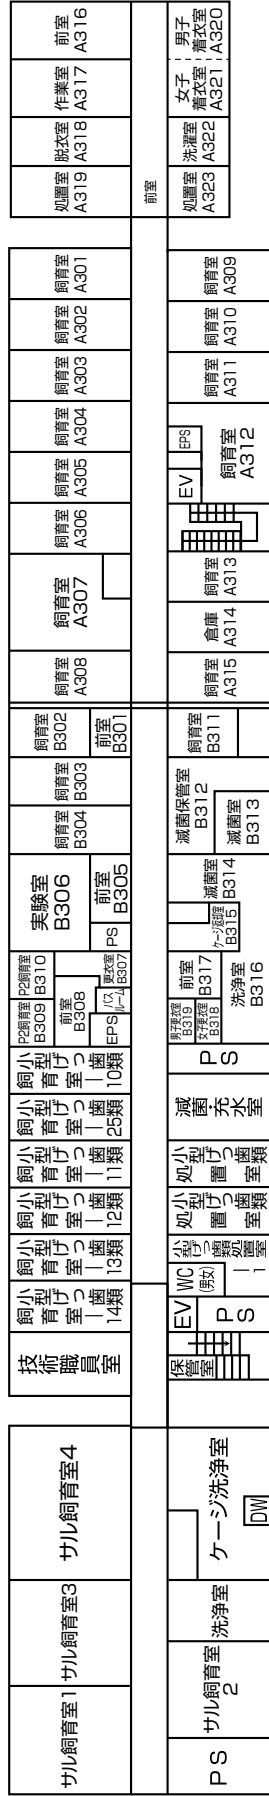 前室
A316
作業室
A317
脱衣室
A318
処置室
A319
男子
着衣室
A320
女子
着衣室
A321
洗濯室
A322
処置室
A323
前室
飼育室
A301
飼育室
A302
飼育室
A303
飼育室
A304
飼育室
A305
飼育室
A306
飼育室
A307
飼育室
A308
飼育室
A309
飼育室
A310
飼育室
A311
EPS
飼育室
A312
EV
飼育室
A313
倉庫
A314
飼育室
A315
飼育室
B302
前室
B301
飼育室
B303
飼育室
B304
実験室
B306
前室
B305
PS
P2飼育室
B310
P2飼育室
B309
前室
B308
更衣室
B307
パス
ルーム
EPS
飼育室
B311
滅菌保管室
B312
滅菌室
B313
滅菌室
B314
ケージ返却室
B315
前室
B317
洗浄室
B316
男子更衣室
B319
女子更衣室
B318
PS
小型げっ歯類
飼育室ー10
小型げっ歯類
飼育室ー25
小型げっ歯類
飼育室ー11
小型げっ歯類
飼育室ー12
小型げっ歯類
飼育室ー13
小型げっ歯類
飼育室ー14
滅菌・充水室
小型げっ歯類
処置室
小型げっ歯類
処置室
小型げっ歯類処置室
ー1
WC
(男女)
EV
PS
保管室
技術職員室
サル飼育室4
サル飼育室3
サル飼育室1
ケージ洗浄室
DW
洗浄室
サル飼育室
2
PS